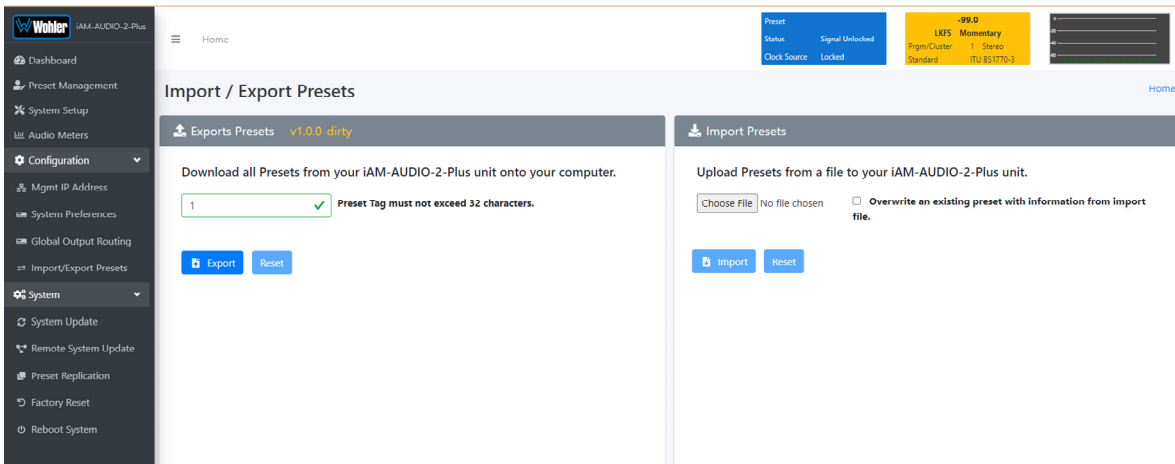 Wohler iAM-AUDIO-2-Plus
Dashboard
Preset Management
System Setup
Audio Meters
Configuration
Mgmt IP Address
System Preferences
Global Output Routing
Import/Export Presets
System
System Update
Remote System Update
Preset Replication
Factory Reset
Reboot System
Home
Preset
Status Signal Unlocked
Clock Source Locked
-99.0
LKFS Momentary
Prgm/Cluster 1 Stereo
Standard ITU BS1770-3
Import / Export Presets
Home
Exports Presets v1.0.0-dirty
Download all Presets from your iAM-AUDIO-2-Plus unit onto your computer.
1 Preset Tag must not exceed 32 characters.
Export Reset
Import Presets
Upload Presets from a file to your iAM-AUDIO-2-Plus unit.
Choose File No file chosen
Overwrite an existing preset with information from import
file.
Import Reset